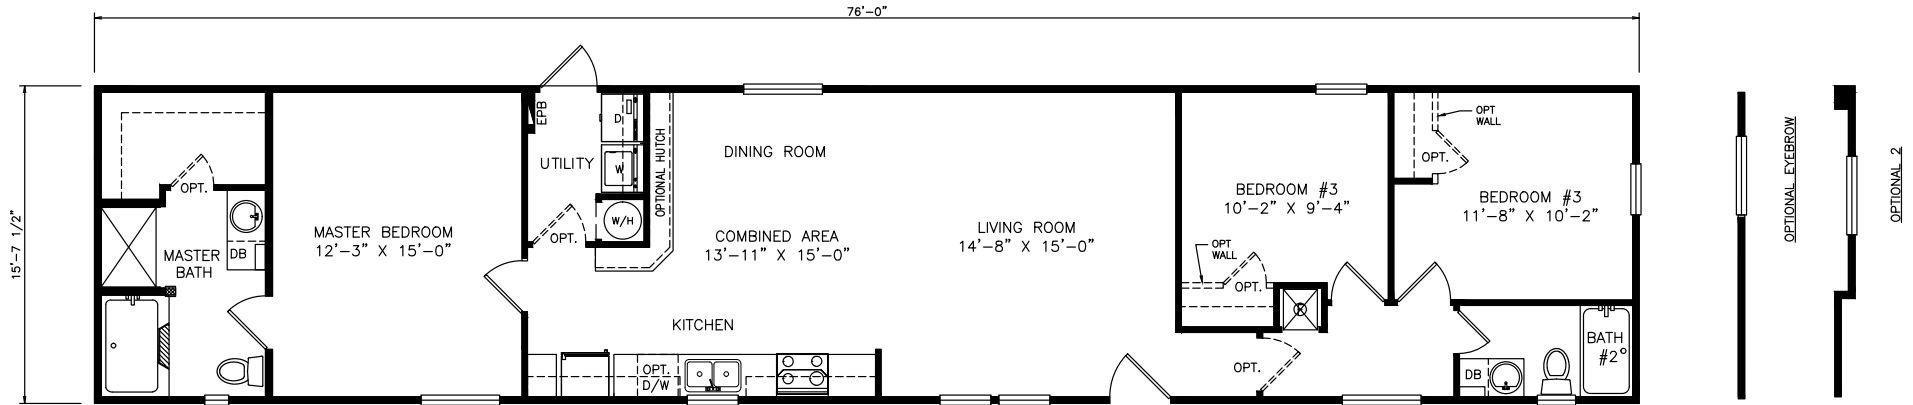 76'-0"
15'-7 1/2"
OPT.
MASTER
BATH
DB
MASTER BEDROOM
12'-3" X 15'-0"
EPB
UTILITY
D
W
W/H
OPT.
OPTIONAL HUTCH
DINING ROOM
COMBINED AREA
13'-11" X 15'-0"
KITCHEN
OPT.
D/W
LIVING ROOM
14'-8" X 15'-0"
BEDROOM #3
10'-2" X 9'-4"
OPT
WALL
OPT.
OPT.
OPT
WALL
OPT.
BEDROOM #3
11'-8" X 10'-2"
DB
BATH
#2
OPTIONAL EYEBROW
OPTIONAL 2